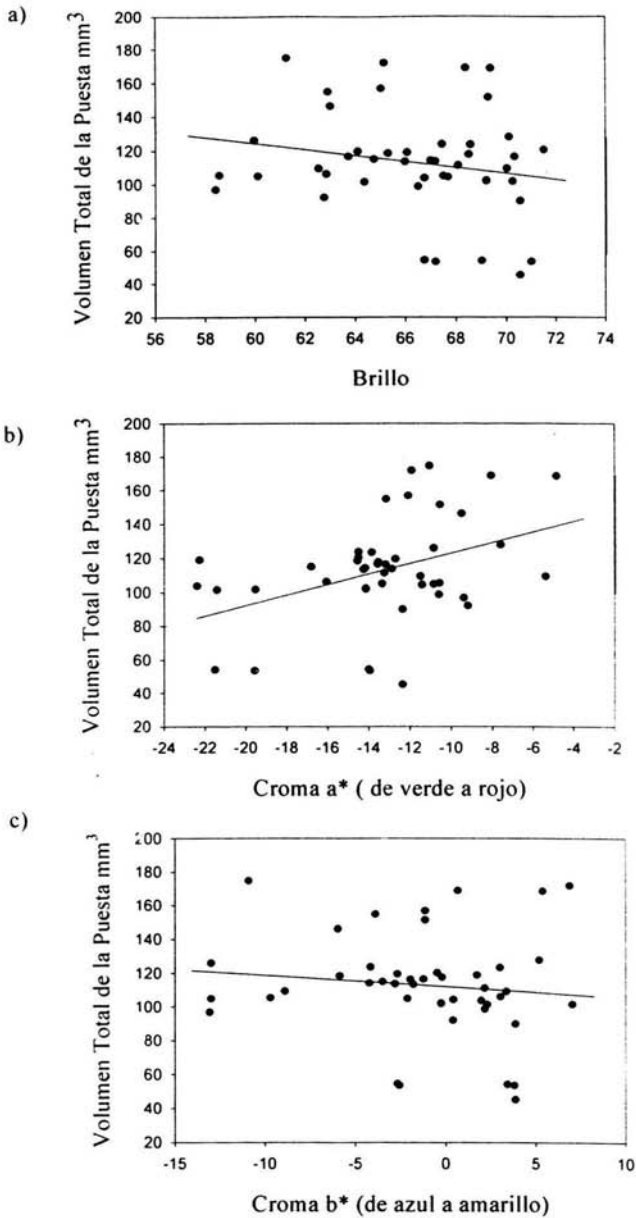 a)
Volumen Total de la Puesta mm³
200
180
160
140
120
100
80
60
40
20
56 58 60 62 64 66 68 70 72 74
Brillo
b)
Volumen Total de la Puesta mm³
200
180
160
140
120
100
80
60
40
20
-24 -22 -20 -18 -16 -14 -12 -10 -8 -6 -4 -2
Croma a* ( de verde a rojo)
c)
Volumen Total de la Puesta mm³
200
180
160
140
120
100
80
60
40
20
-15 -10 -5 0 5 10
Croma b* (de azul a amarillo)